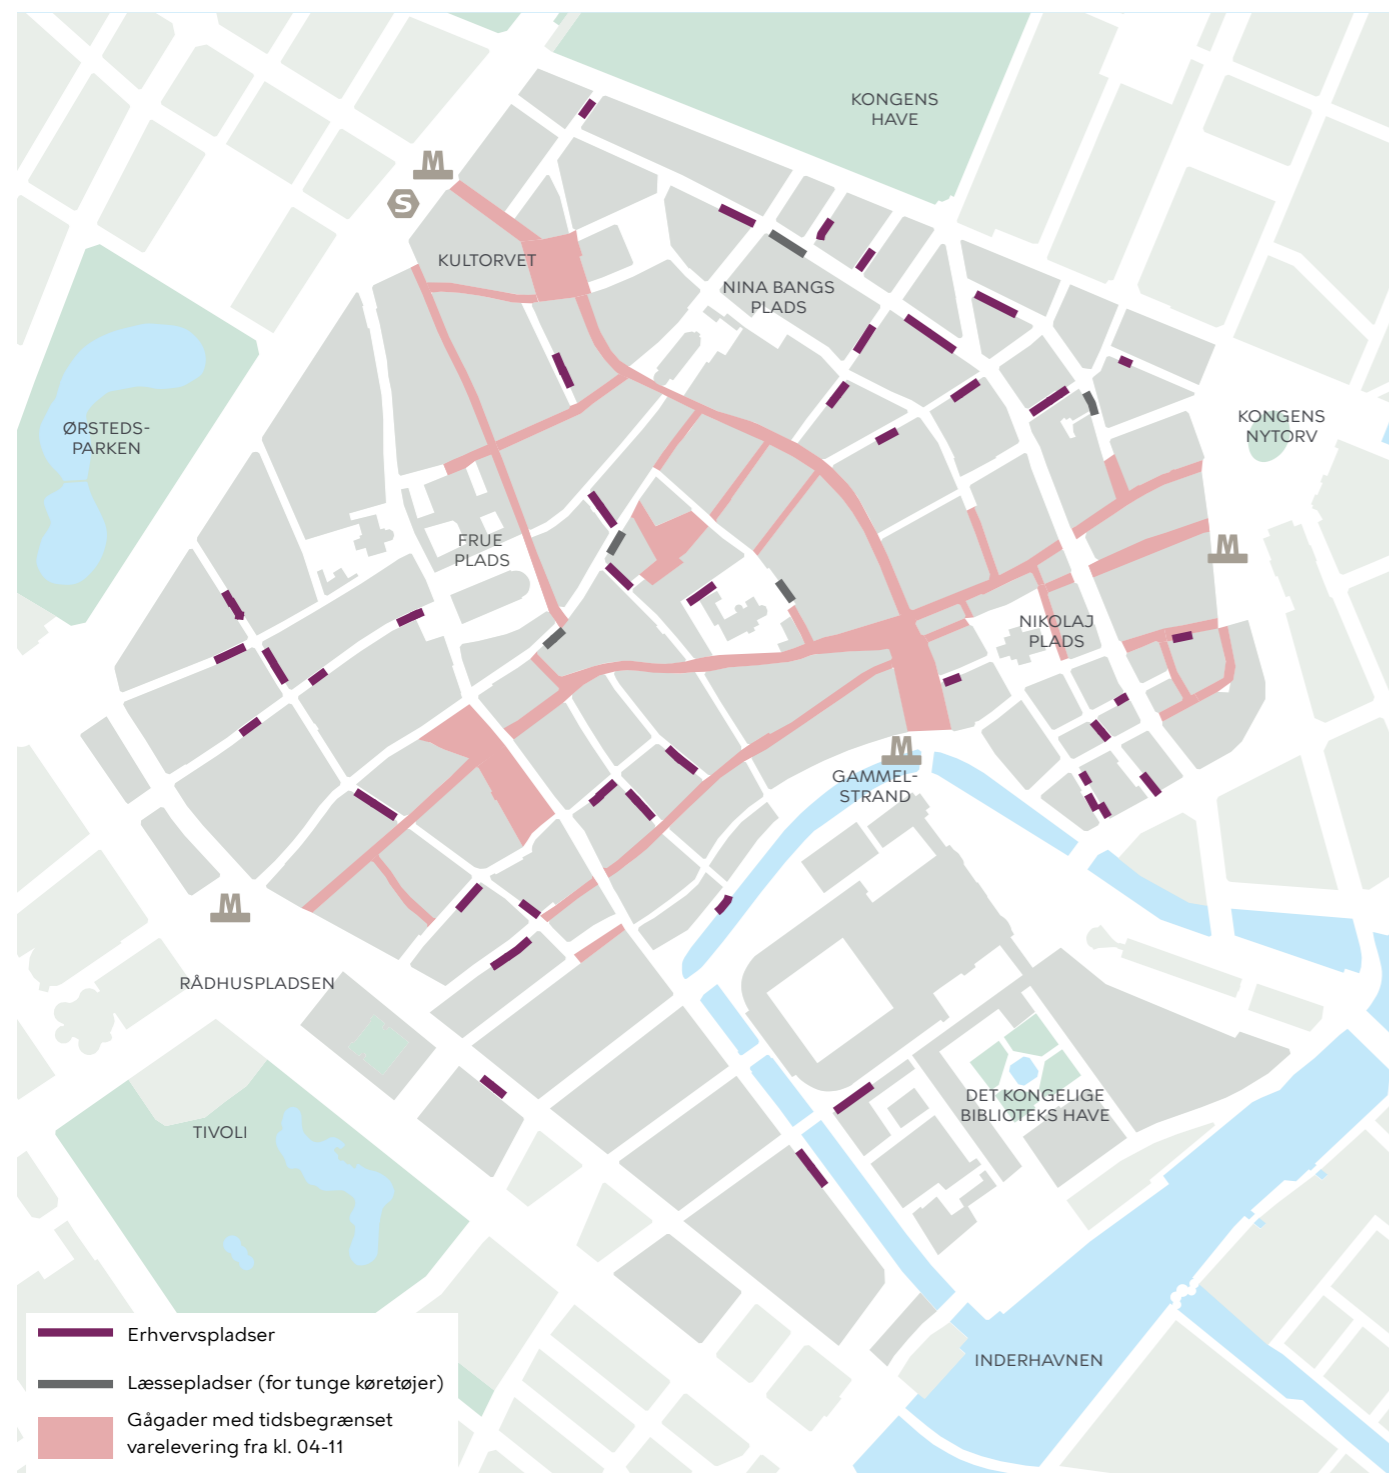 KONGENS
HAVE
M
S
KULTORVET
NINA BANGS
PLADS
ØRSTEDS-
PARKEN
KONGENS
NYTORV
FRUE
PLADS
M
NIKOLAJ
PLADS
M
GAMMEL-
STRAND
M
RÅDHUSPLADSEN
DET KONGELIGE
BIBLIOTEKS HAVE
TIVOLI
INDERHAVNEN
Erhvervspladser
Læssepladser (for tunge køretøjer)
Gågader med tidsbegrænset
varelevering fra kl. 04-11